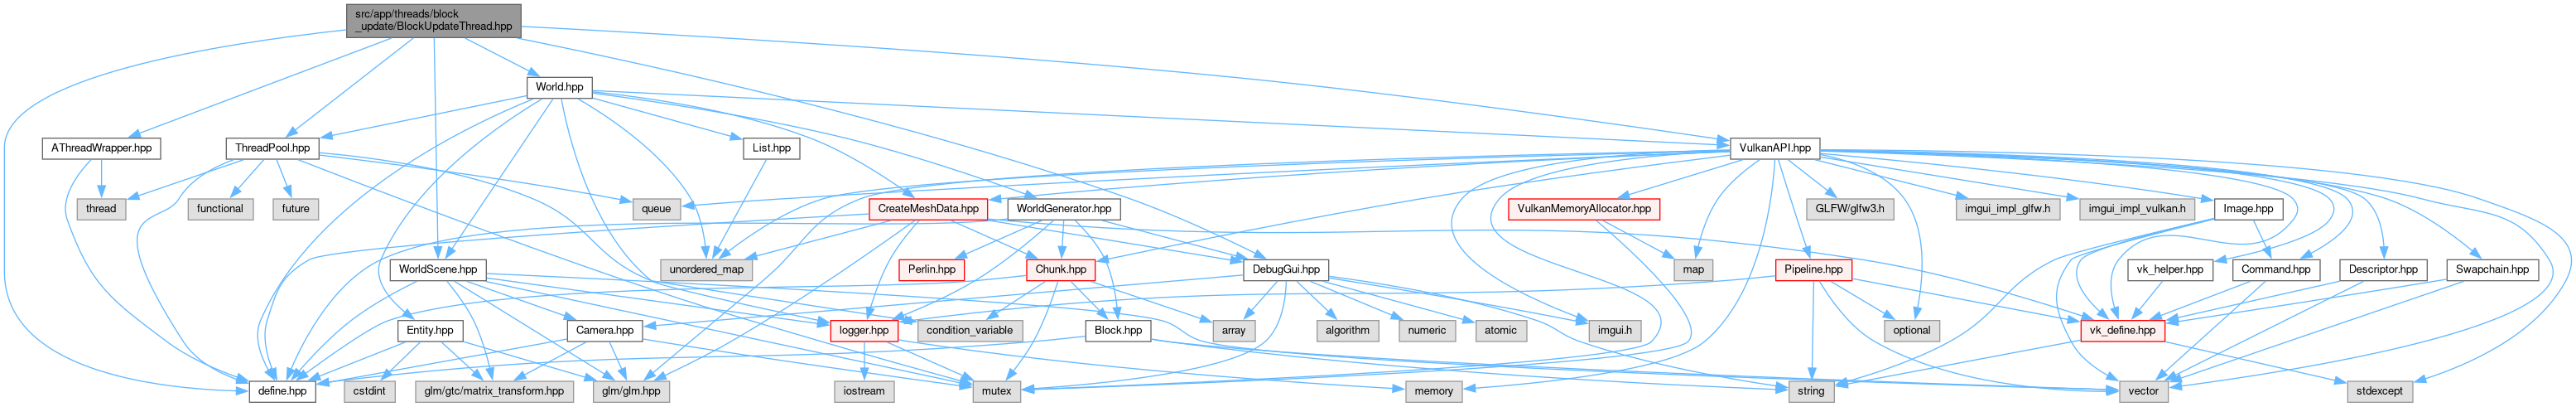 src/app/threads/block
_update/BlockUpdateThread.hpp
World.hpp
AThreadWrapper.hpp
ThreadPool.hpp
List.hpp
VulkanAPI.hpp
thread
functional
future
queue
CreateMeshData.hpp
WorldGenerator.hpp
VulkanMemoryAllocator.hpp
GLFW/glfw3.h
imgui_impl_glfw.h
imgui_impl_vulkan.h
Image.hpp
WorldScene.hpp
unordered_map
Perlin.hpp
Chunk.hpp
DebugGui.hpp
map
Pipeline.hpp
vk_helper.hpp
Command.hpp
Descriptor.hpp
Swapchain.hpp
Entity.hpp
Camera.hpp
logger.hpp
condition_variable
Block.hpp
array
algorithm
numeric
atomic
imgui.h
optional
vk_define.hpp
define.hpp
cstdint
glm/gtc/matrix_transform.hpp
glm/glm.hpp
iostream
mutex
memory
string
vector
stdexcept